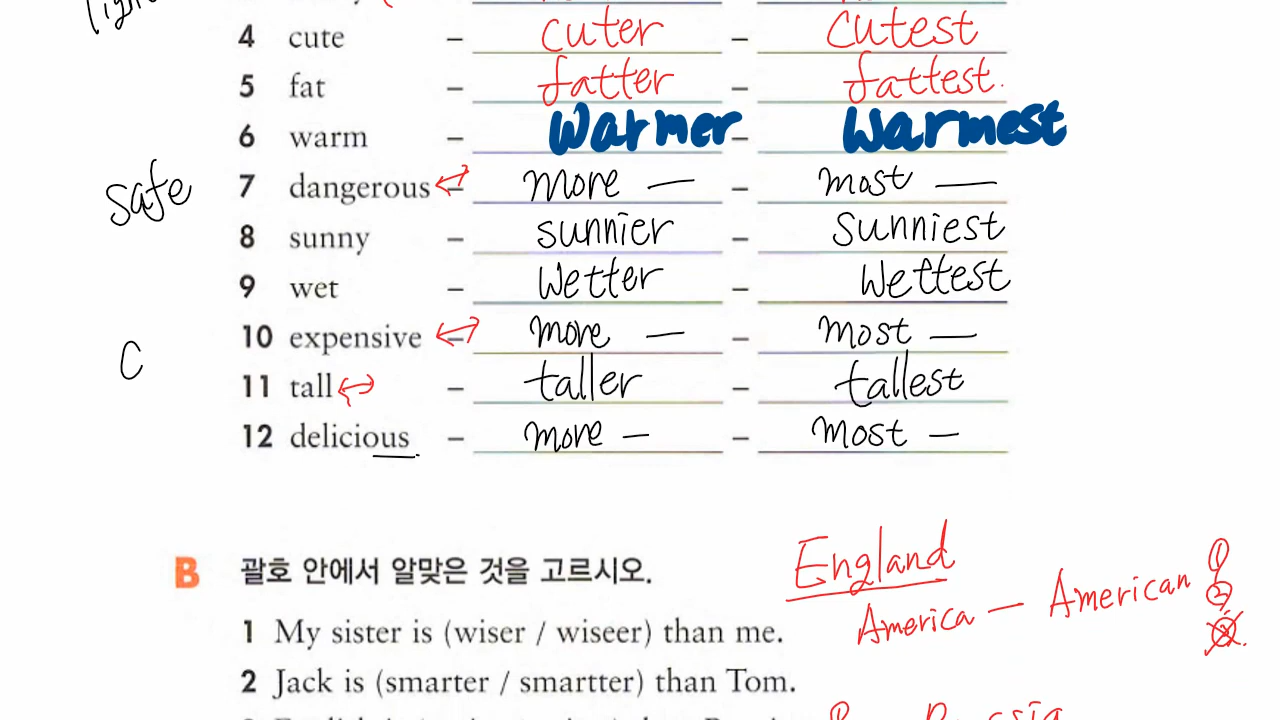 4 cute – cuter – cutest
5 fat – fatter – fattest.
6 warm – warmer – warmest
safe 7 dangerous ↔ – more — – most —
8 sunny – sunnier – sunniest
9 wet – wetter – wettest
10 expensive ↔ – more — – most —
C
11 tall ↔ – taller – tallest
12 delicious – more – – most –
England
B 괄호 안에서 알맞은 것을 고르시오.
America — American
①
②
1 My sister is (wiser / wiseer) than me.
2 Jack is (smarter / smartter) than Tom.
Russia